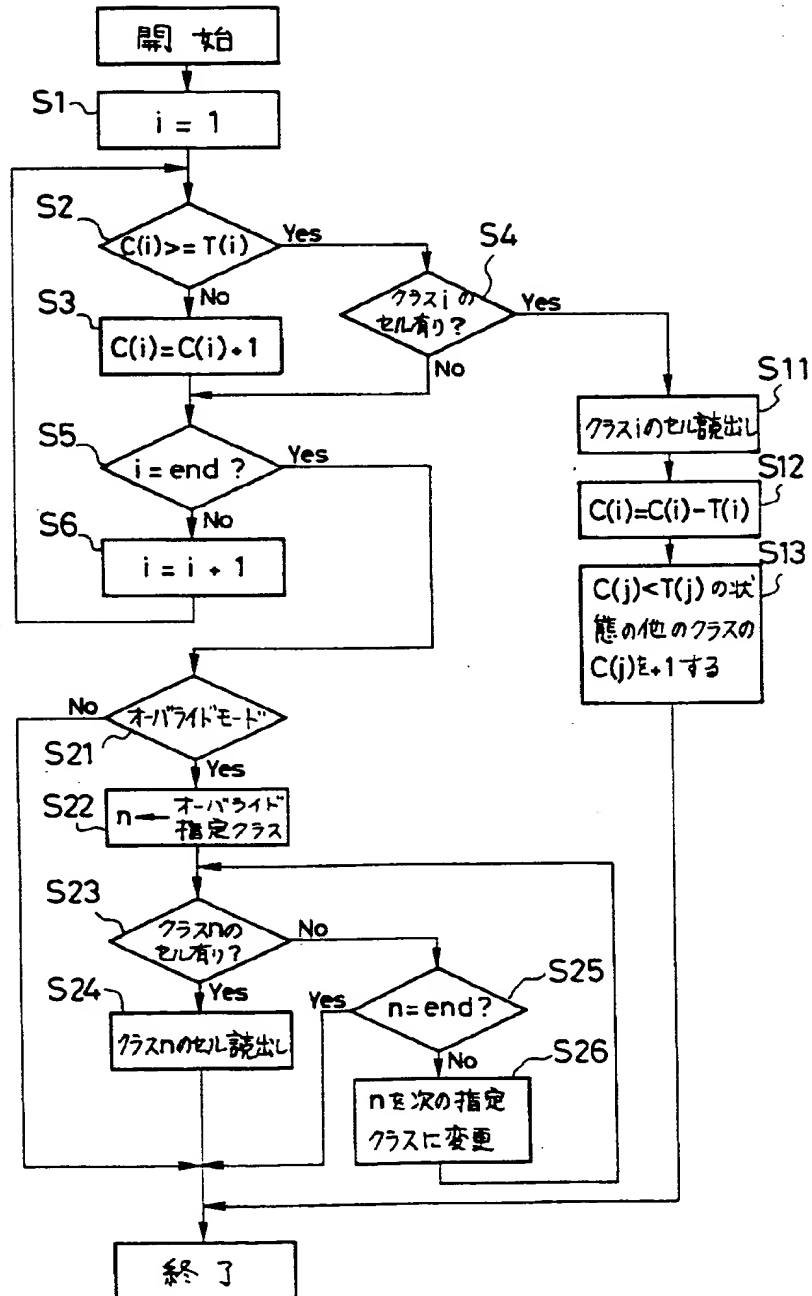 開始
S1
i = 1
S2
C(i)>= T(i)
Yes
No
S3
C(i)=C(i)+1
S4
クラスiの
セル有り?
Yes
No
S5
i = end ?
Yes
No
S6
i = i + 1
S11
クラスiのセル読出し
S12
C(i)=C(i)-T(i)
S13
C(j)<T(j)の状
態の他のクラスの
C(j)を+1する
No
オーバライドモード
S21
Yes
S22
n ← オーバライド
指定クラス
S23
クラスnの
セル有り?
No
Yes
S24
クラスnのセル読出し
S25
Yes
n=end?
No
S26
nを次の指定
クラスに変更
終了